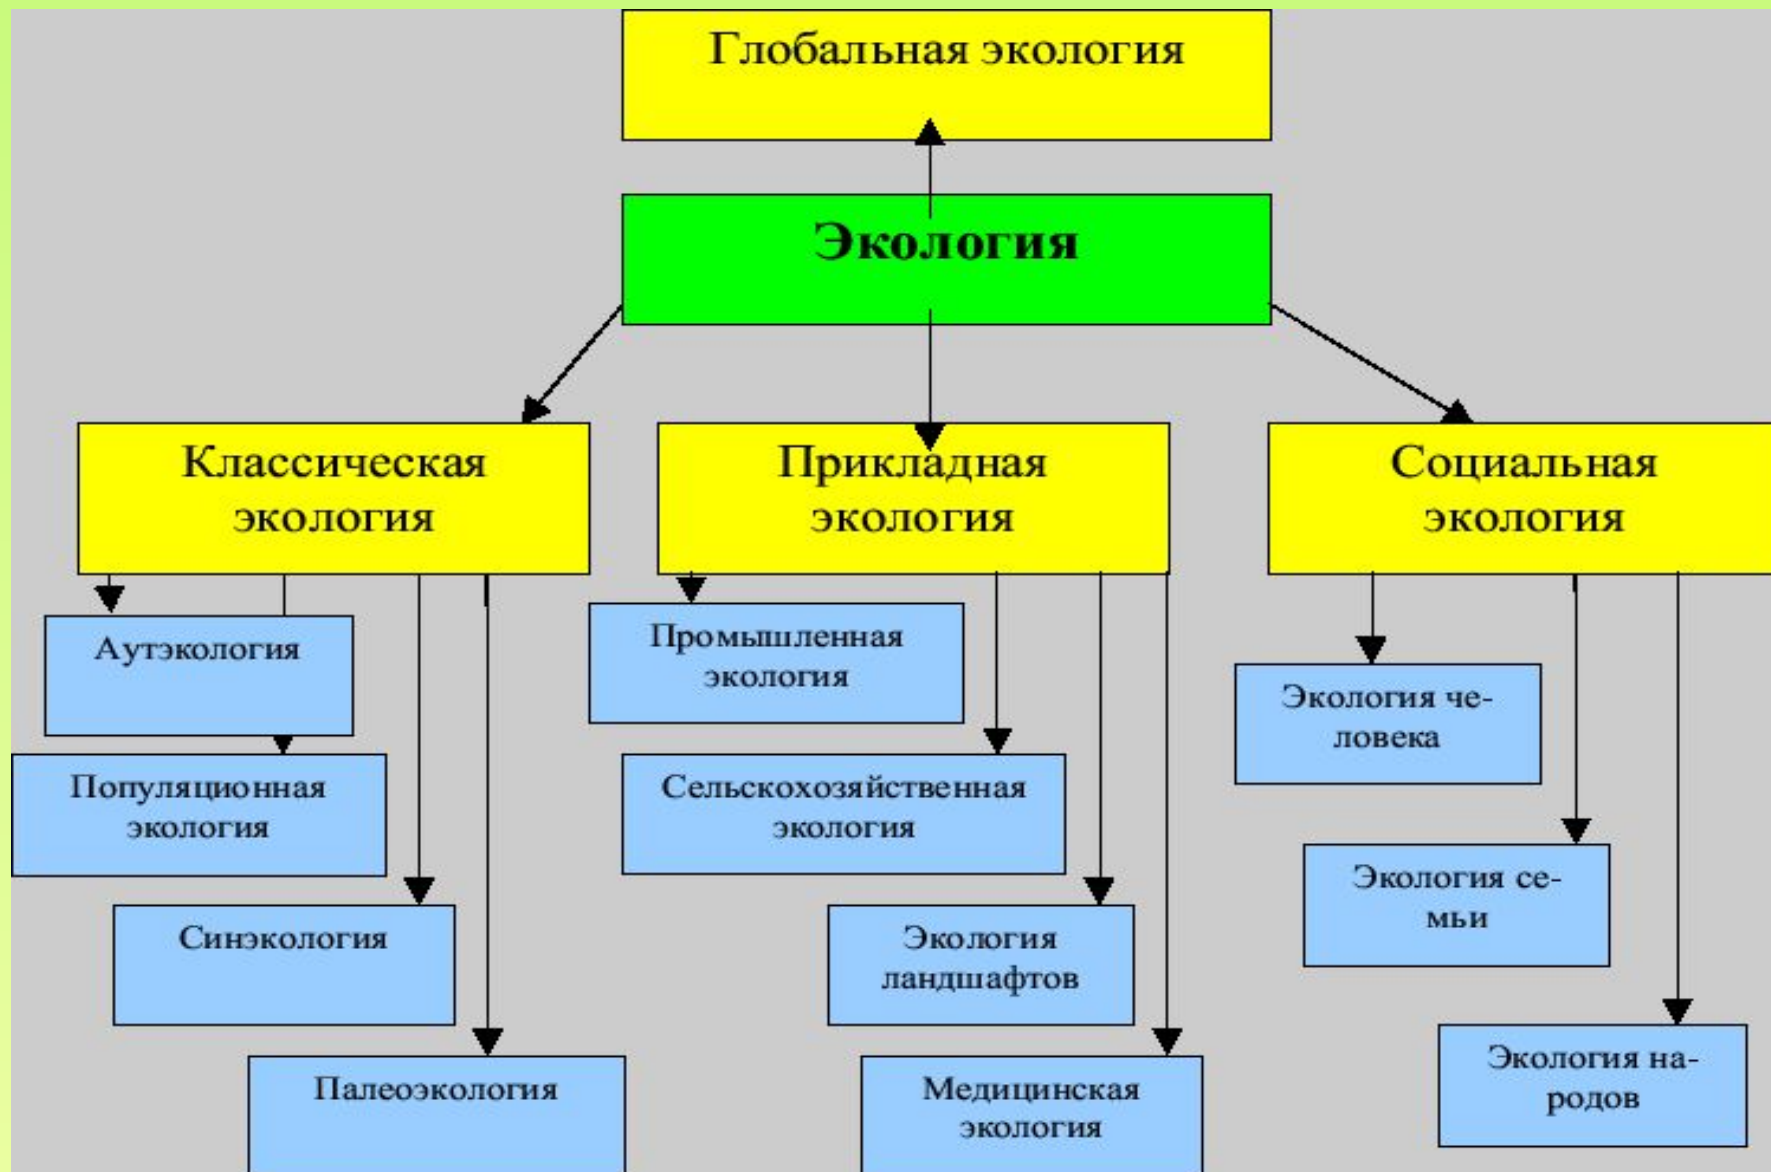 Глобальная экология
Экология
Классическая
экология
Прикладная
экология
Социальная
экология
Аутэкология
Популяционная
экология
Синэкология
Палеоэкология
Промышленная
экология
Сельскохозяйственная
экология
Экология
ландшафтов
Медицинская
экология
Экология че-
ловека
Экология се-
мьи
Экология на-
родов